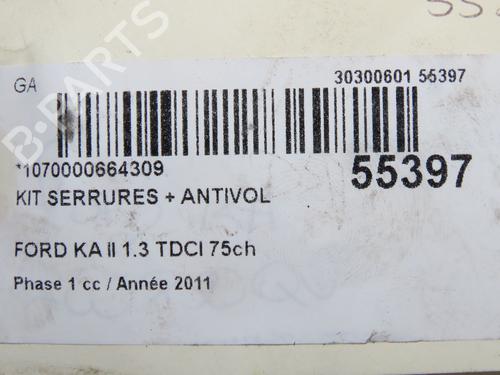 GA
30300601 55397
*1070000664309
55397
KIT SERRURES + ANTIVOL
FORD KA II 1.3 TDCI 75ch
Phase 1 cc / Année 2011
B-PARTS